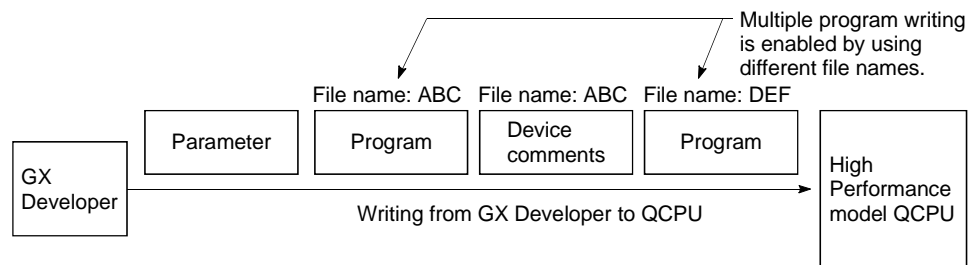 Multiple program writing
is enabled by using
different file names.
File name: ABC
File name: ABC
File name: DEF
Parameter
Program
Device
comments
Program
GX
Developer
High
Performance
model QCPU
Writing from GX Developer to QCPU